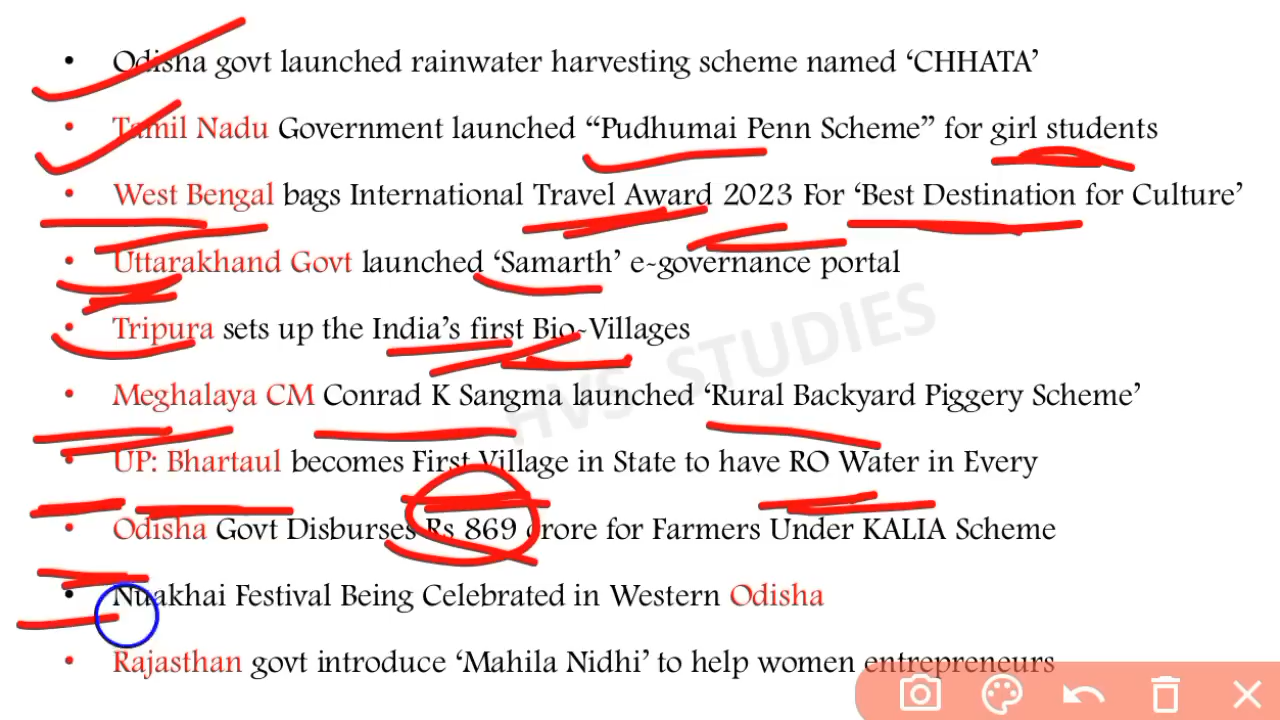 • Odisha govt launched rainwater harvesting scheme named ‘CHHATA’
• Tamil Nadu Government launched “Pudhumai Penn Scheme” for girl students
• West Bengal bags International Travel Award 2023 For ‘Best Destination for Culture’
• Uttarakhand Govt launched ‘Samarth’ e-governance portal
• Tripura sets up the India’s first Bio-Villages
• Meghalaya CM Conrad K Sangma launched ‘Rural Backyard Piggery Scheme’
• UP: Bhartaul becomes First Village in State to have RO Water in Every
• Odisha Govt Disburses Rs 869 crore for Farmers Under KALIA Scheme
• Nuakhai Festival Being Celebrated in Western Odisha
• Rajasthan govt introduce ‘Mahila Nidhi’ to help women entrepreneurs
HVS STUDIES